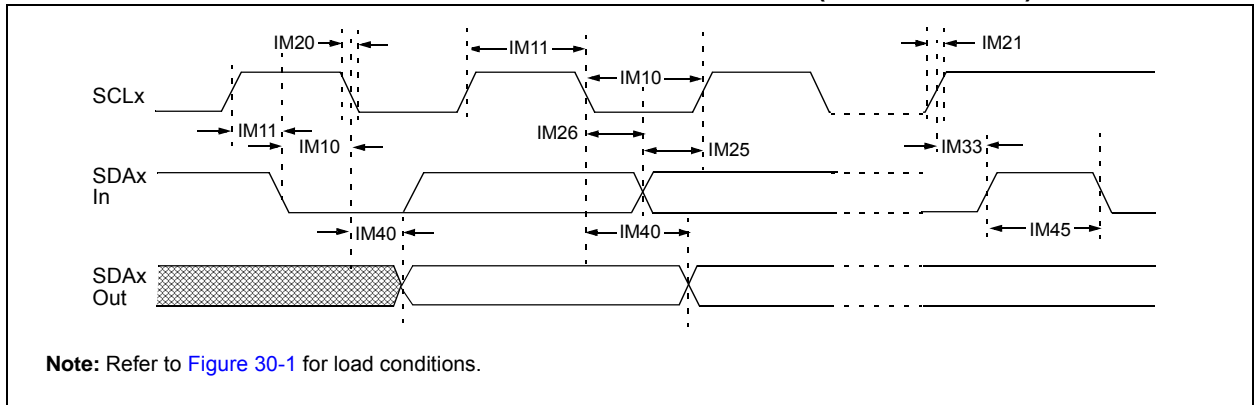 IM20
IM11
IM21
IM10
SCLx
IM11
IM26
IM10
IM33
IM25
SDAx
In
IM40
IM40
IM45
SDAx
Out
Note: Refer to Figure 30-1 for load conditions.